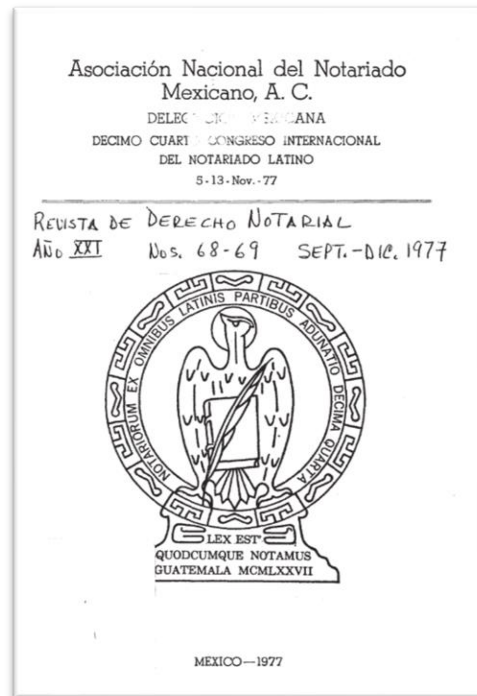 Asociación Nacional del Notariado
Mexicano, A. C.
DELEGACION MEXICANA
DECIMO CUARTO CONGRESO INTERNACIONAL
DEL NOTARIADO LATINO
5-13-Nov.-77
REVISTA DE DERECHO NOTARIAL
AÑO XXI Nos. 68-69 SEPT.-DIC. 1977
NOTARIORUM EX OMNIBUS LATINIS PARTIBUS ADUNATIO DECIMA QUARTA
LEX EST
QUODCUMQUE NOTAMUS
GUATEMALA MCMLXXVII
MEXICO—1977